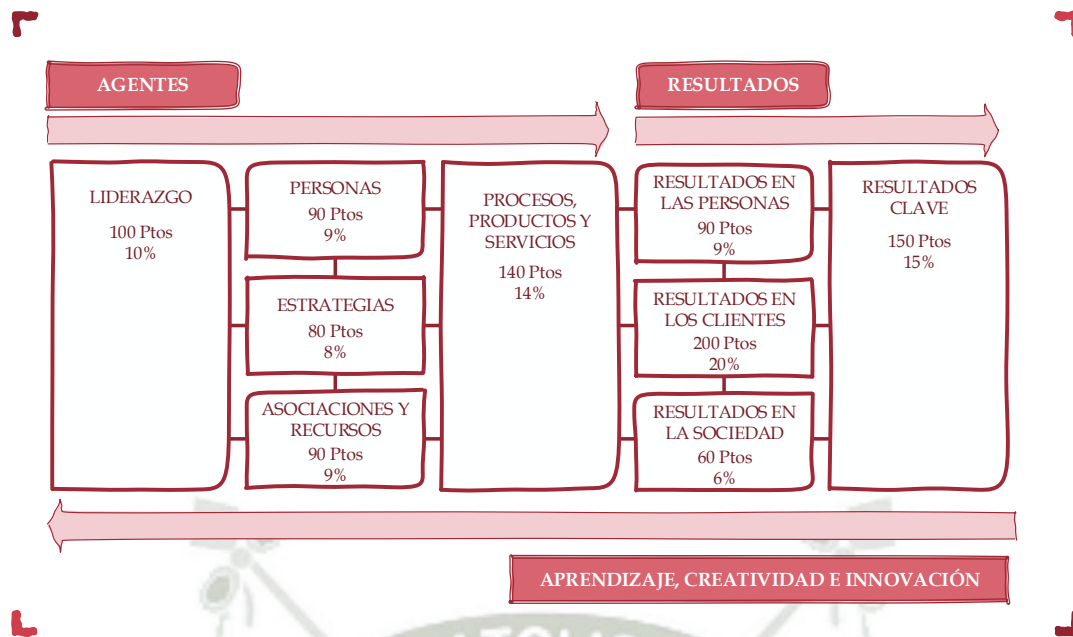 AGENTES
RESULTADOS
LIDERAZGO
100 Ptos
10%
PERSONAS
90 Ptos
9%
ESTRATEGIAS
80 Ptos
8%
ASOCIACIONES Y
RECURSOS
90 Ptos
9%
PROCESOS,
PRODUCTOS Y
SERVICIOS
140 Ptos
14%
RESULTADOS EN
LAS PERSONAS
90 Ptos
9%
RESULTADOS EN
LOS CLIENTES
200 Ptos
20%
RESULTADOS EN
LA SOCIEDAD
60 Ptos
6%
RESULTADOS
CLAVE
150 Ptos
15%
APRENDIZAJE, CREATIVIDAD E INNOVACIÓN